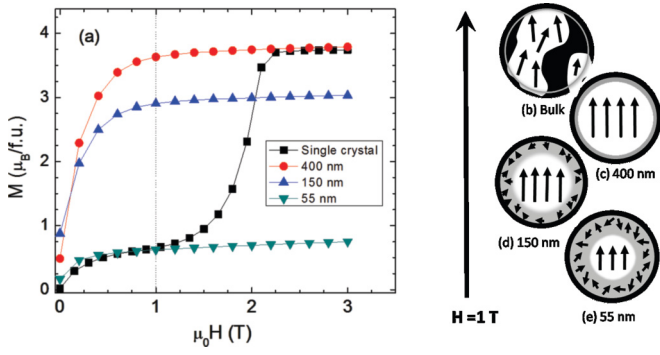 (a)
M (μB/f.u.)
4
3
2
1
0
0
1
2
3
μ0H (T)
Single crystal
400 nm
150 nm
55 nm
(b) Bulk
(c) 400 nm
(d) 150 nm
(e) 55 nm
H =1 T